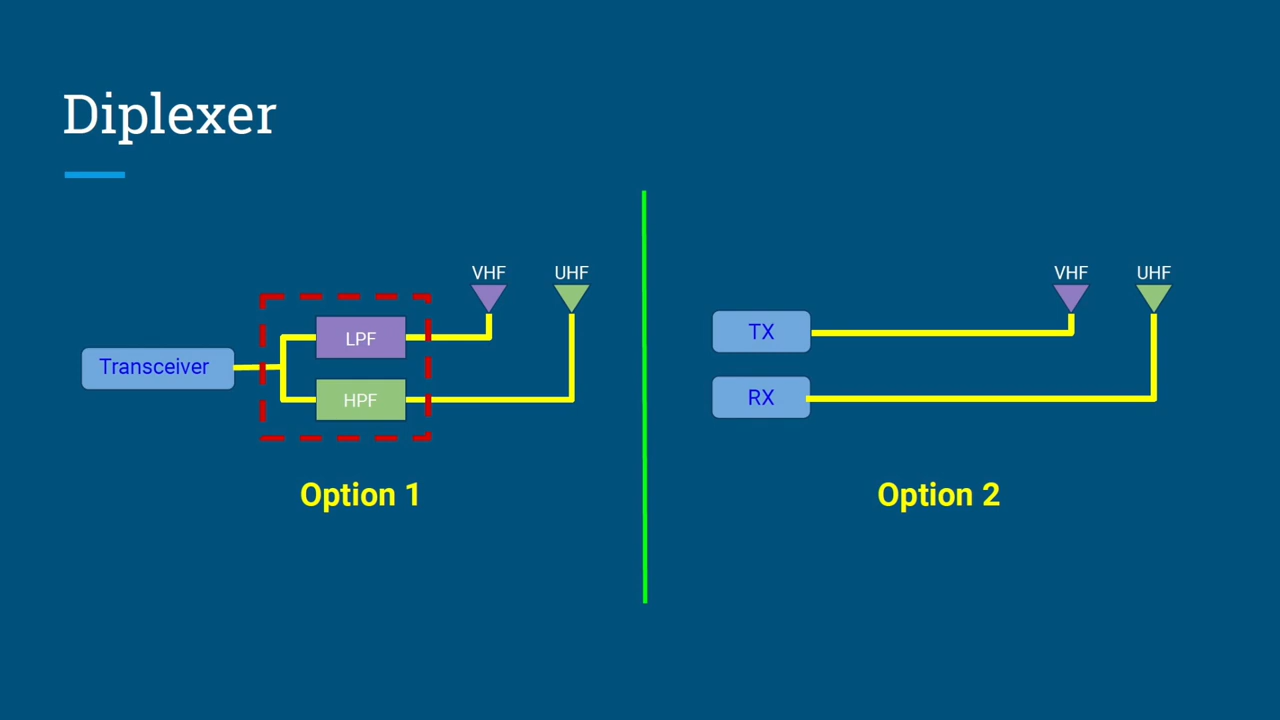 Diplexer
VHF
UHF
LPF
Transceiver
HPF
Option 1
VHF
UHF
TX
RX
Option 2